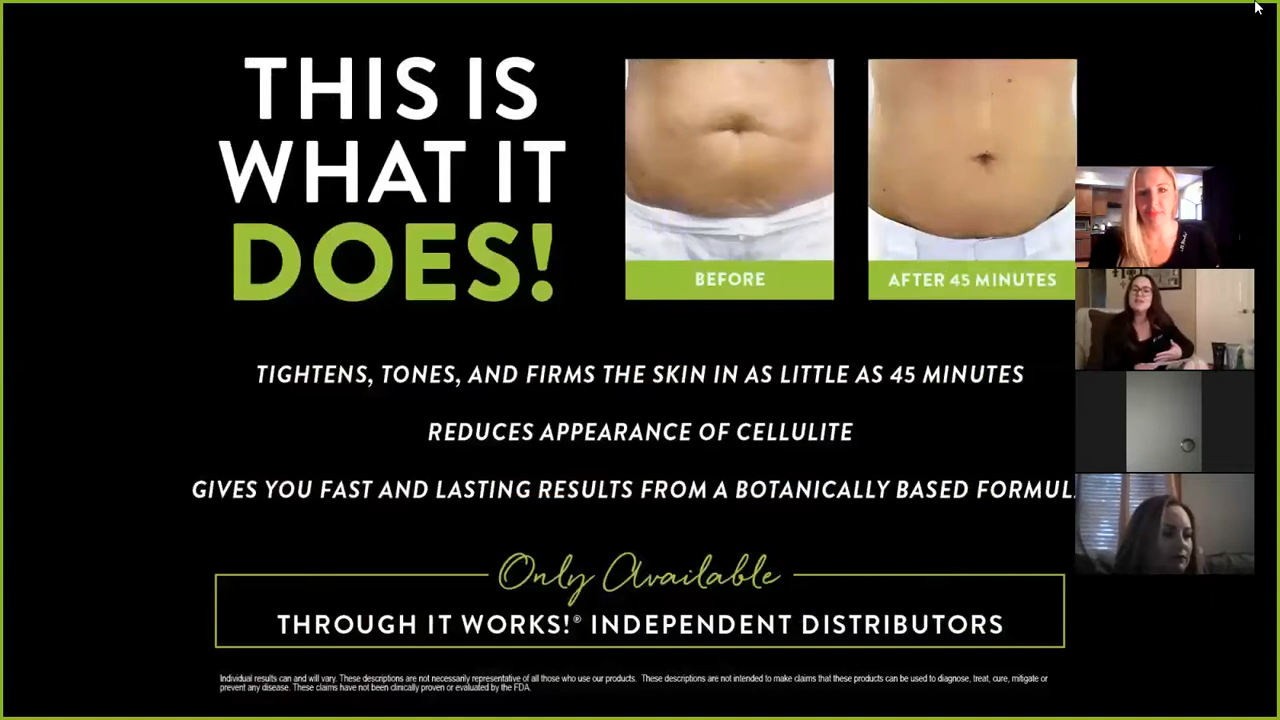 THIS IS
WHAT IT
DOES!
BEFORE
AFTER 45 MINUTES
TIGHTENS, TONES, AND FIRMS THE SKIN IN AS LITTLE AS 45 MINUTES
REDUCES APPEARANCE OF CELLULITE
GIVES YOU FAST AND LASTING RESULTS FROM A BOTANICALLY BASED FORMUL
Only Available
THROUGH IT WORKS!® INDEPENDENT DISTRIBUTORS
Individual results can and will vary. These descriptions are not necessarily representative of all those who use our products. These descriptions are not intended to make claims that these products can be used to diagnose, treat, cure, mitigate or
prevent any disease. These claims have not been clinically proven or evaluated by the FDA.